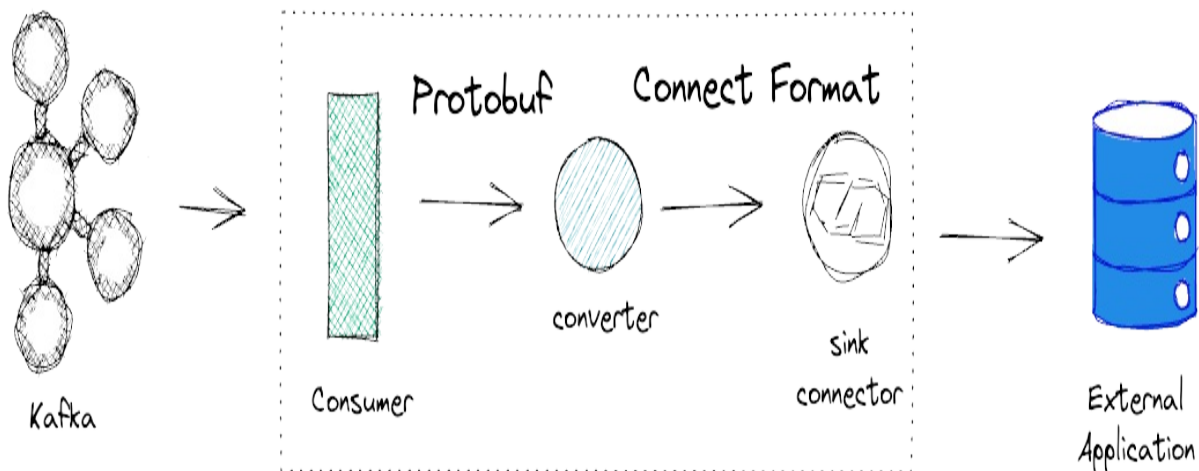 Protobuf
Connect Format
converter
sink
connector
Consumer
Kafka
External
Application